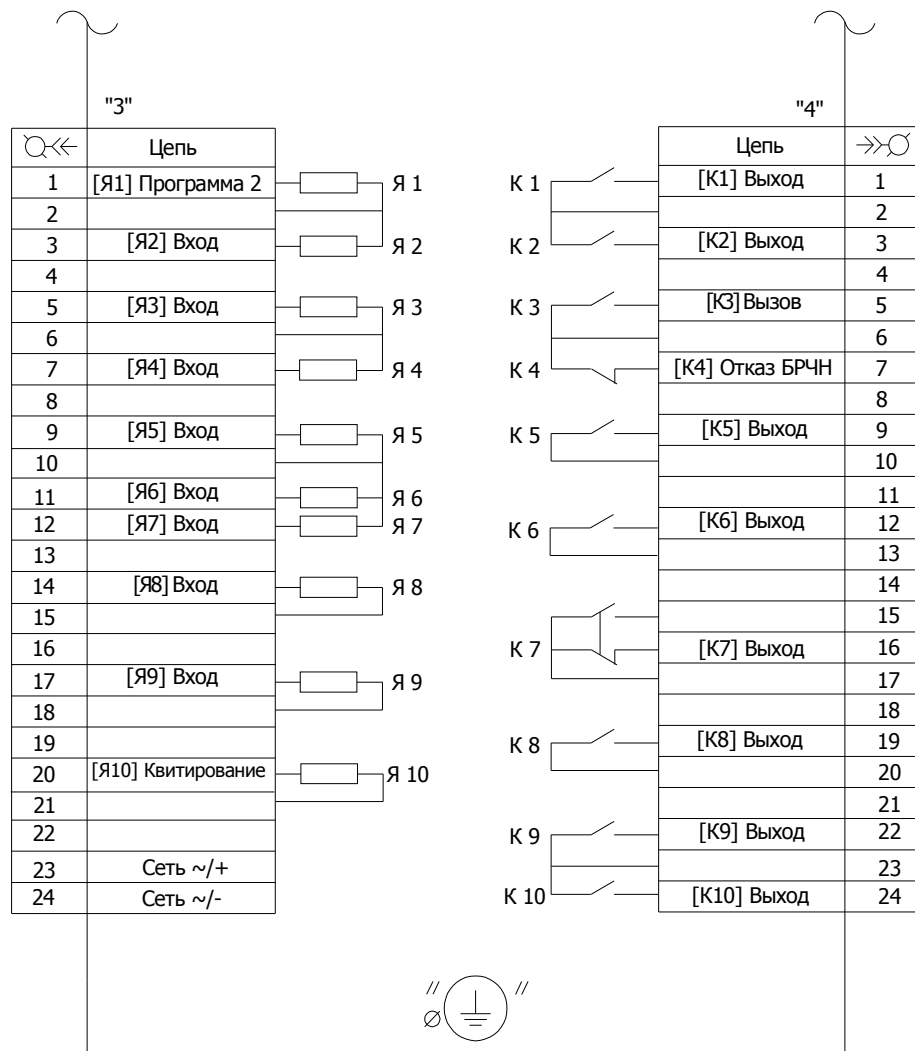 "3"
"4"
Цепь
Цепь
1 [Я1] Программа 2 Я 1
К 1 [К1] Выход 1
2
2
3 [Я2] Вход Я 2
К 2 [К2] Выход 3
4
4
5 [Я3] Вход Я 3
К 3 [К3] Вызов 5
6
6
7 [Я4] Вход Я 4
К 4 [К4] Отказ БРЧН 7
8
8
9 [Я5] Вход Я 5
К 5 [К5] Выход 9
10
10
11 [Я6] Вход Я 6
11
12 [Я7] Вход Я 7
К 6 [К6] Выход 12
13
13
14 [Я8] Вход Я 8
14
15
15
16
К 7 [К7] Выход 16
17 [Я9] Вход Я 9
17
18
18
19
К 8 [К8] Выход 19
20 [Я10] Квитирование Я 10
20
21
21
22
К 9 [К9] Выход 22
23 Сеть ~/+
23
24 Сеть ~/-
К 10 [К10] Выход 24